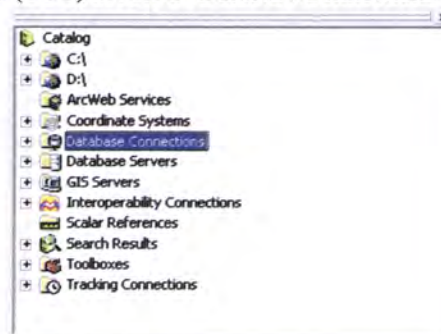 Catalog
C:\
D:\
ArcWeb Services
Coordinate Systems
Database Connections
Database Servers
GIS Servers
Interoperability Connections
Scalar References
Search Results
Toolboxes
Tracking Connections